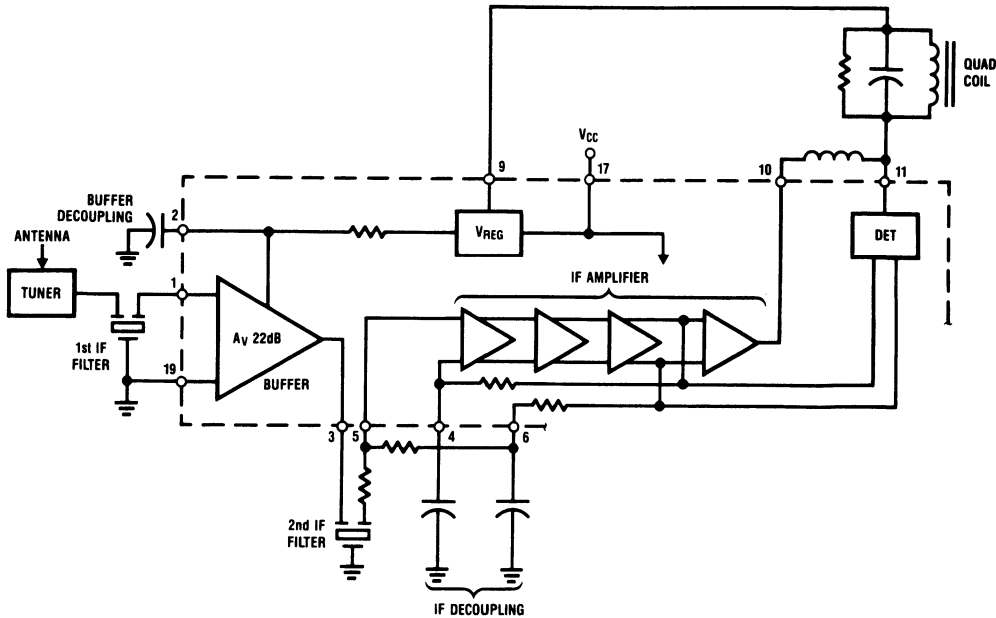 QUAD
COIL
VCC
9
17
10
11
BUFFER
DECOUPLING
2
ANTENNA
VREG
DET
TUNER
1
IF AMPLIFIER
AV 22dB
1st IF
FILTER
19
BUFFER
3
5
4
6
2nd IF
FILTER
IF DECOUPLING